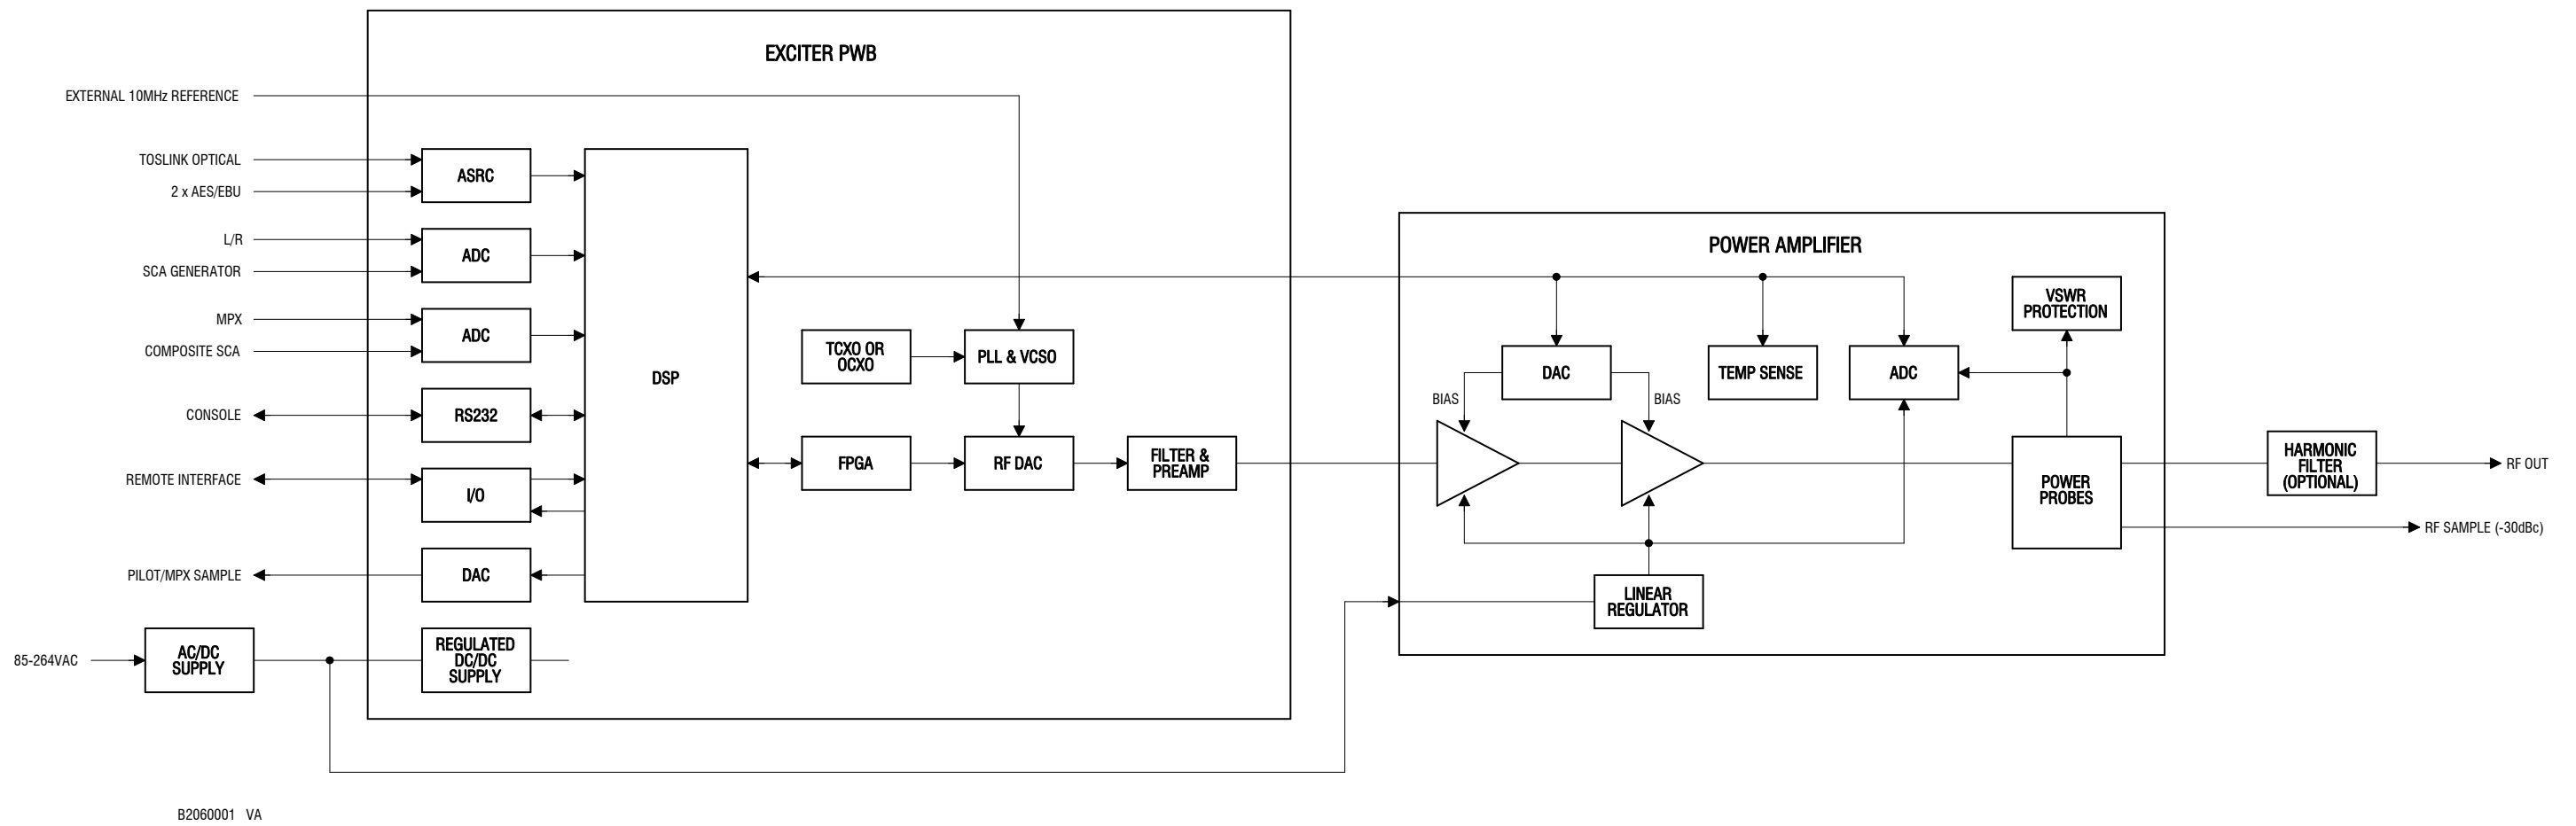 EXCITER PWB
EXTERNAL 10MHz REFERENCE
TOSLINK OPTICAL
2 x AES/EBU
ASRC
L/R
SCA GENERATOR
ADC
MPX
COMPOSITE SCA
ADC
CONSOLE
RS232
REMOTE INTERFACE
I/O
PILOT/MPX SAMPLE
DAC
85-264VAC
AC/DC
SUPPLY
REGULATED
DC/DC
SUPPLY
DSP
TCXO OR
OCXO
PLL & VCSO
FPGA
RF DAC
FILTER &
PREAMP
POWER AMPLIFIER
VSWR
PROTECTION
DAC
TEMP SENSE
ADC
BIAS
BIAS
POWER
PROBES
LINEAR
REGULATOR
HARMONIC
FILTER
(OPTIONAL)
RF OUT
RF SAMPLE (-30dBc)
B2060001 VA